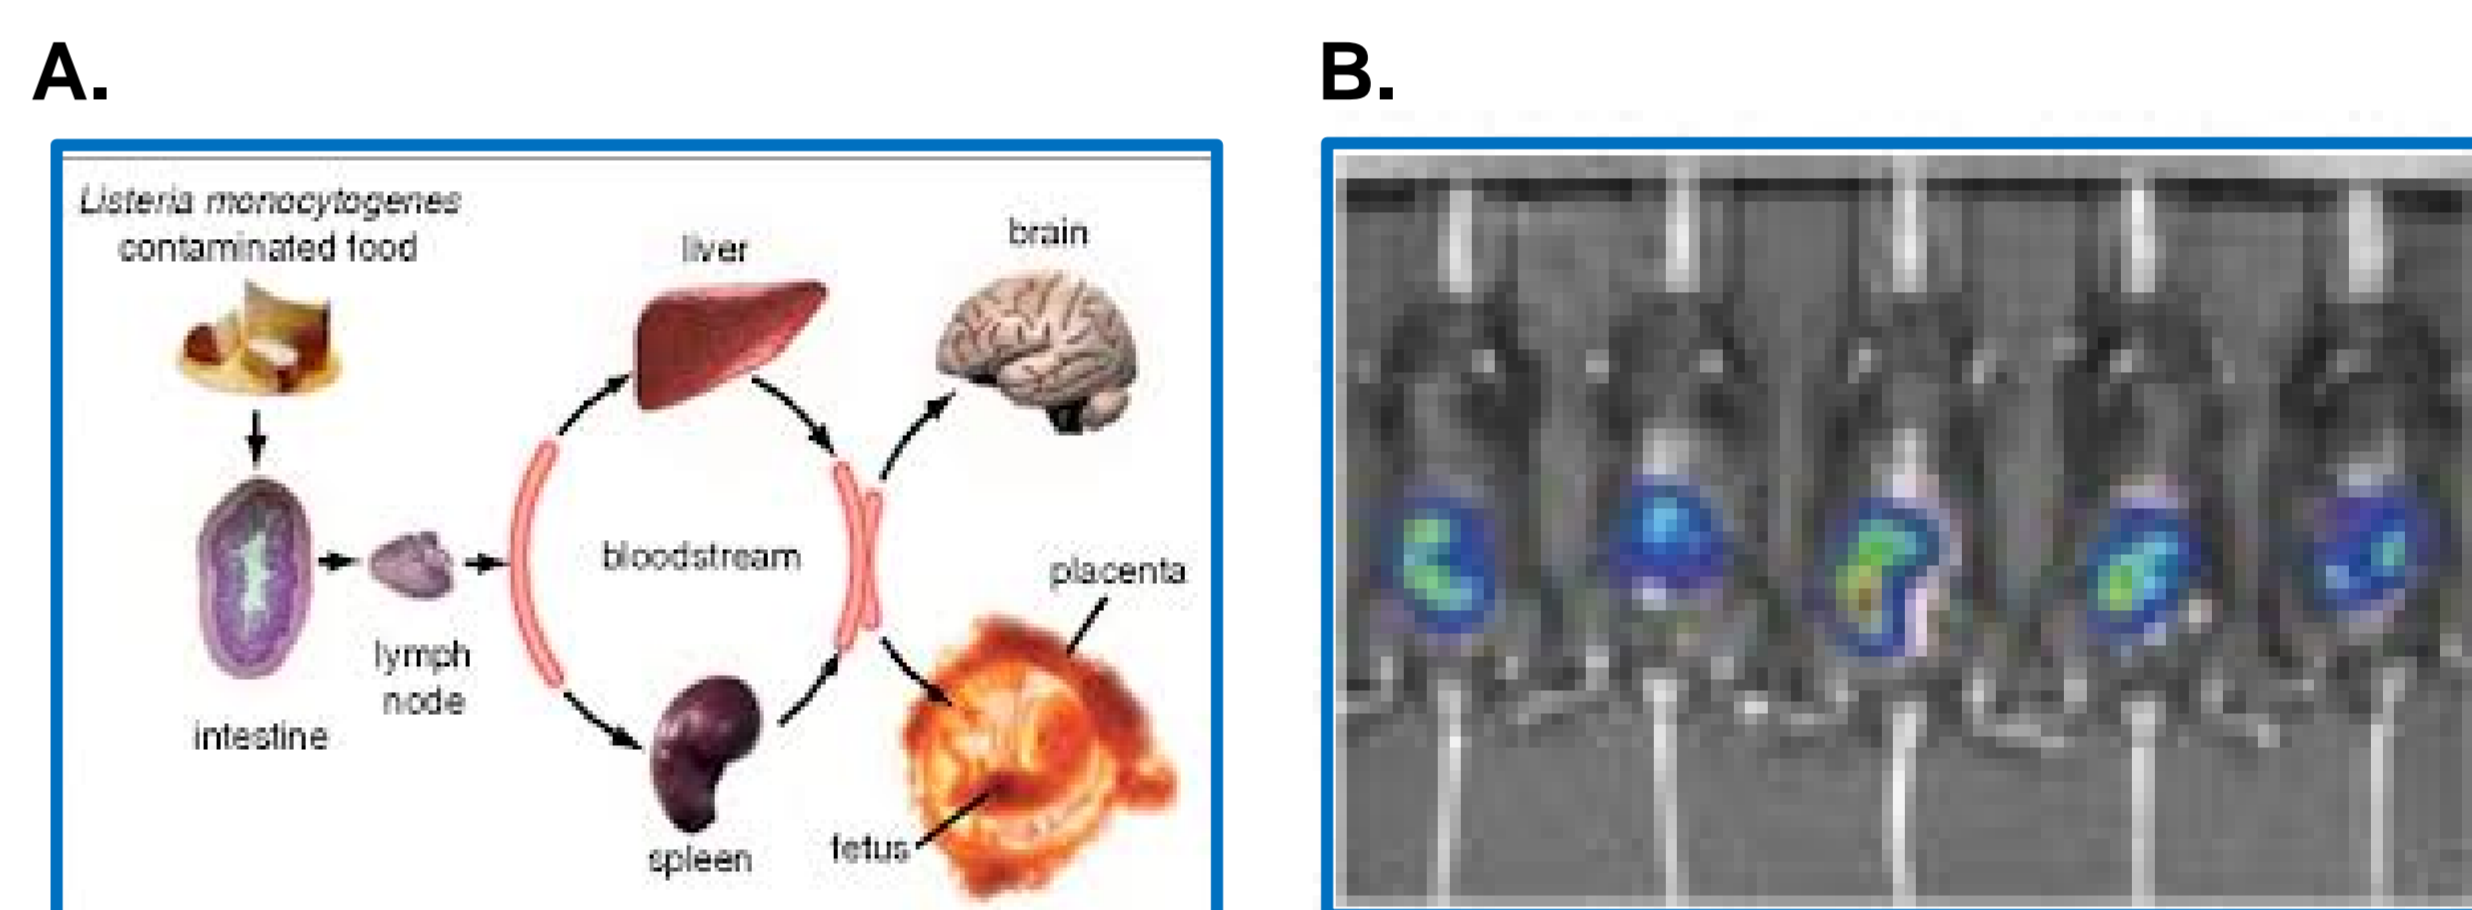 A.
B.
Listeria monocytogenes
contaminated food
liver
brain
bloodstream
placenta
lymph
node
intestine
spleen
fetus